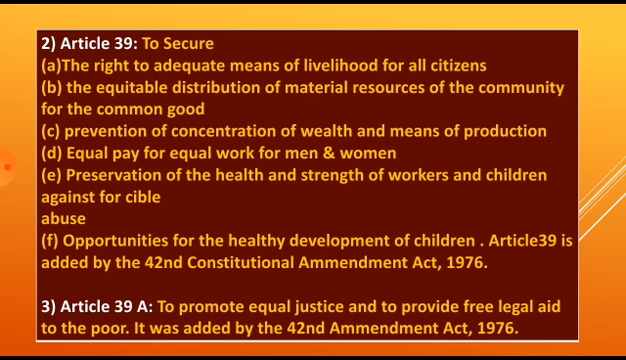 2) Article 39: To Secure
(a)The right to adequate means of livelihood for all citizens
(b) the equitable distribution of material resources of the community
for the common good
(c) prevention of concentration of wealth and means of production
(d) Equal pay for equal work for men & women
(e) Preservation of the health and strength of workers and children
against for cible
abuse
(f) Opportunities for the healthy development of children . Article39 is
added by the 42nd Constitutional Ammendment Act, 1976.
3) Article 39 A: To promote equal justice and to provide free legal aid
to the poor. It was added by the 42nd Ammendment Act, 1976.